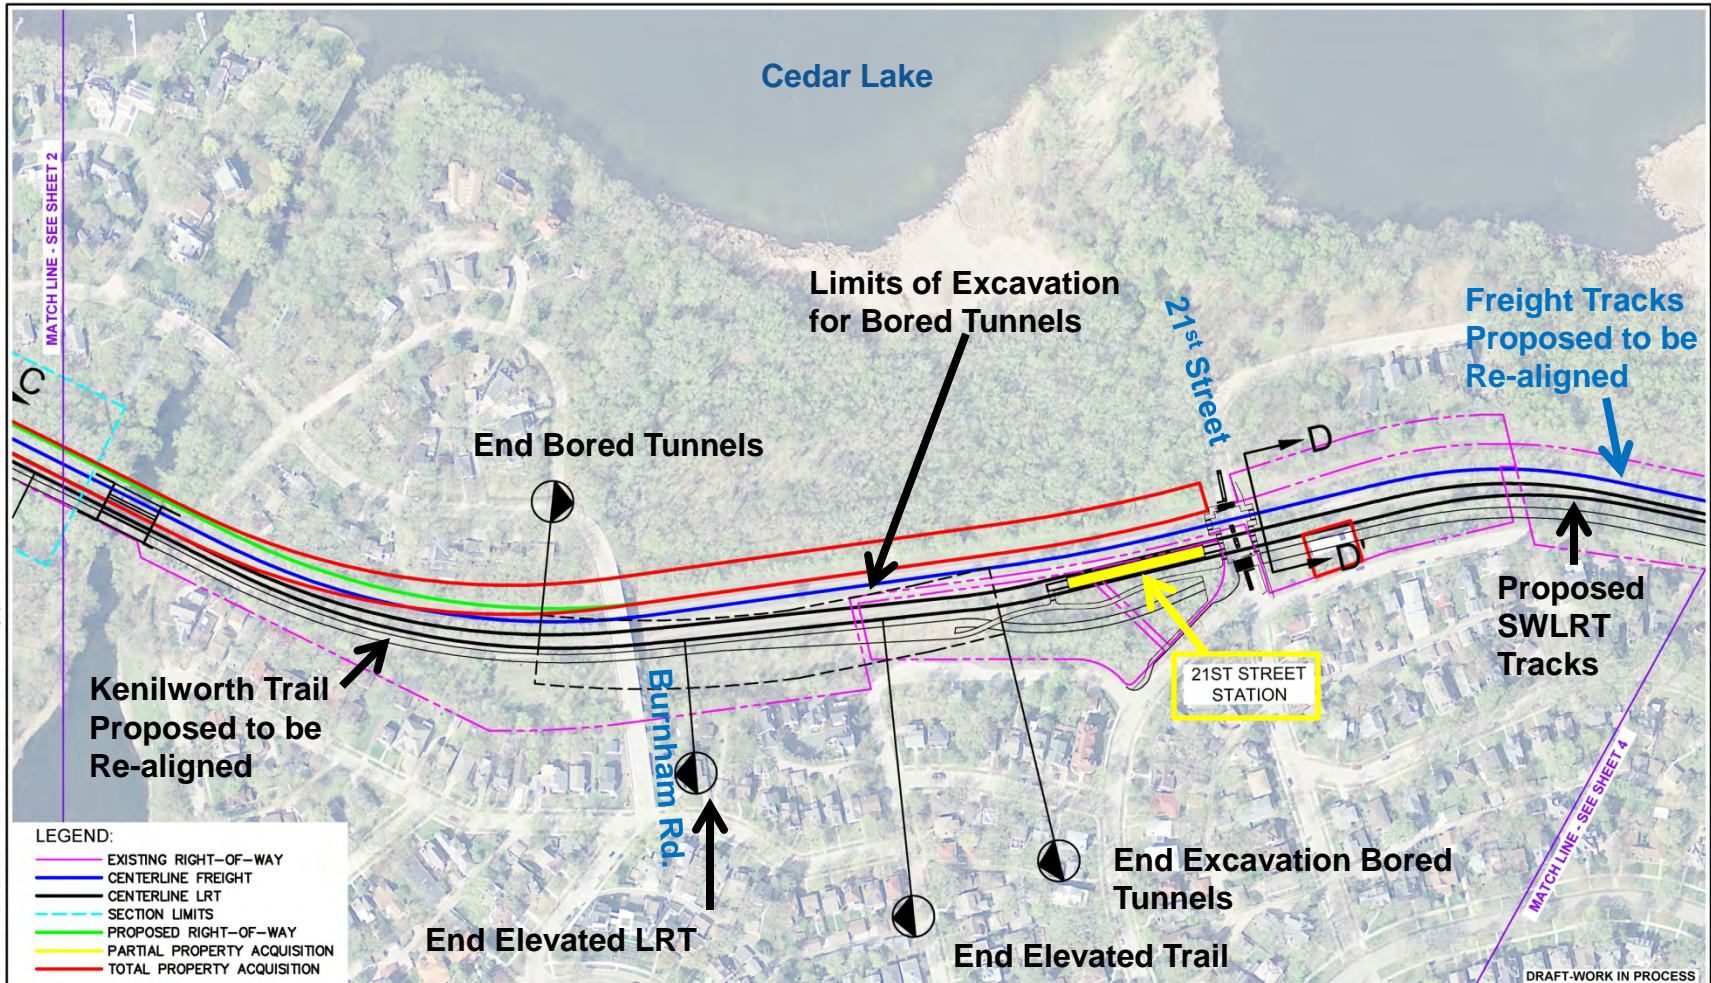 Cedar Lake
MATCH LINE - SEE SHEET 2
Limits of Excavation
for Bored Tunnels
21st Street
Freight Tracks
Proposed to be
Re-aligned
C
End Bored Tunnels
D
D
Proposed
SWLRT
Tracks
21ST STREET
STATION
Kenilworth Trail
Proposed to be
Re-aligned
Burnham Rd.
MATCH LINE - SEE SHEET 4
End Excavation Bored
Tunnels
End Elevated LRT
End Elevated Trail
LEGEND:
EXISTING RIGHT-OF-WAY
CENTERLINE FREIGHT
CENTERLINE LRT
SECTION LIMITS
PROPOSED RIGHT-OF-WAY
PARTIAL PROPERTY ACQUISITION
TOTAL PROPERTY ACQUISITION
DRAFT-WORK IN PROCESS